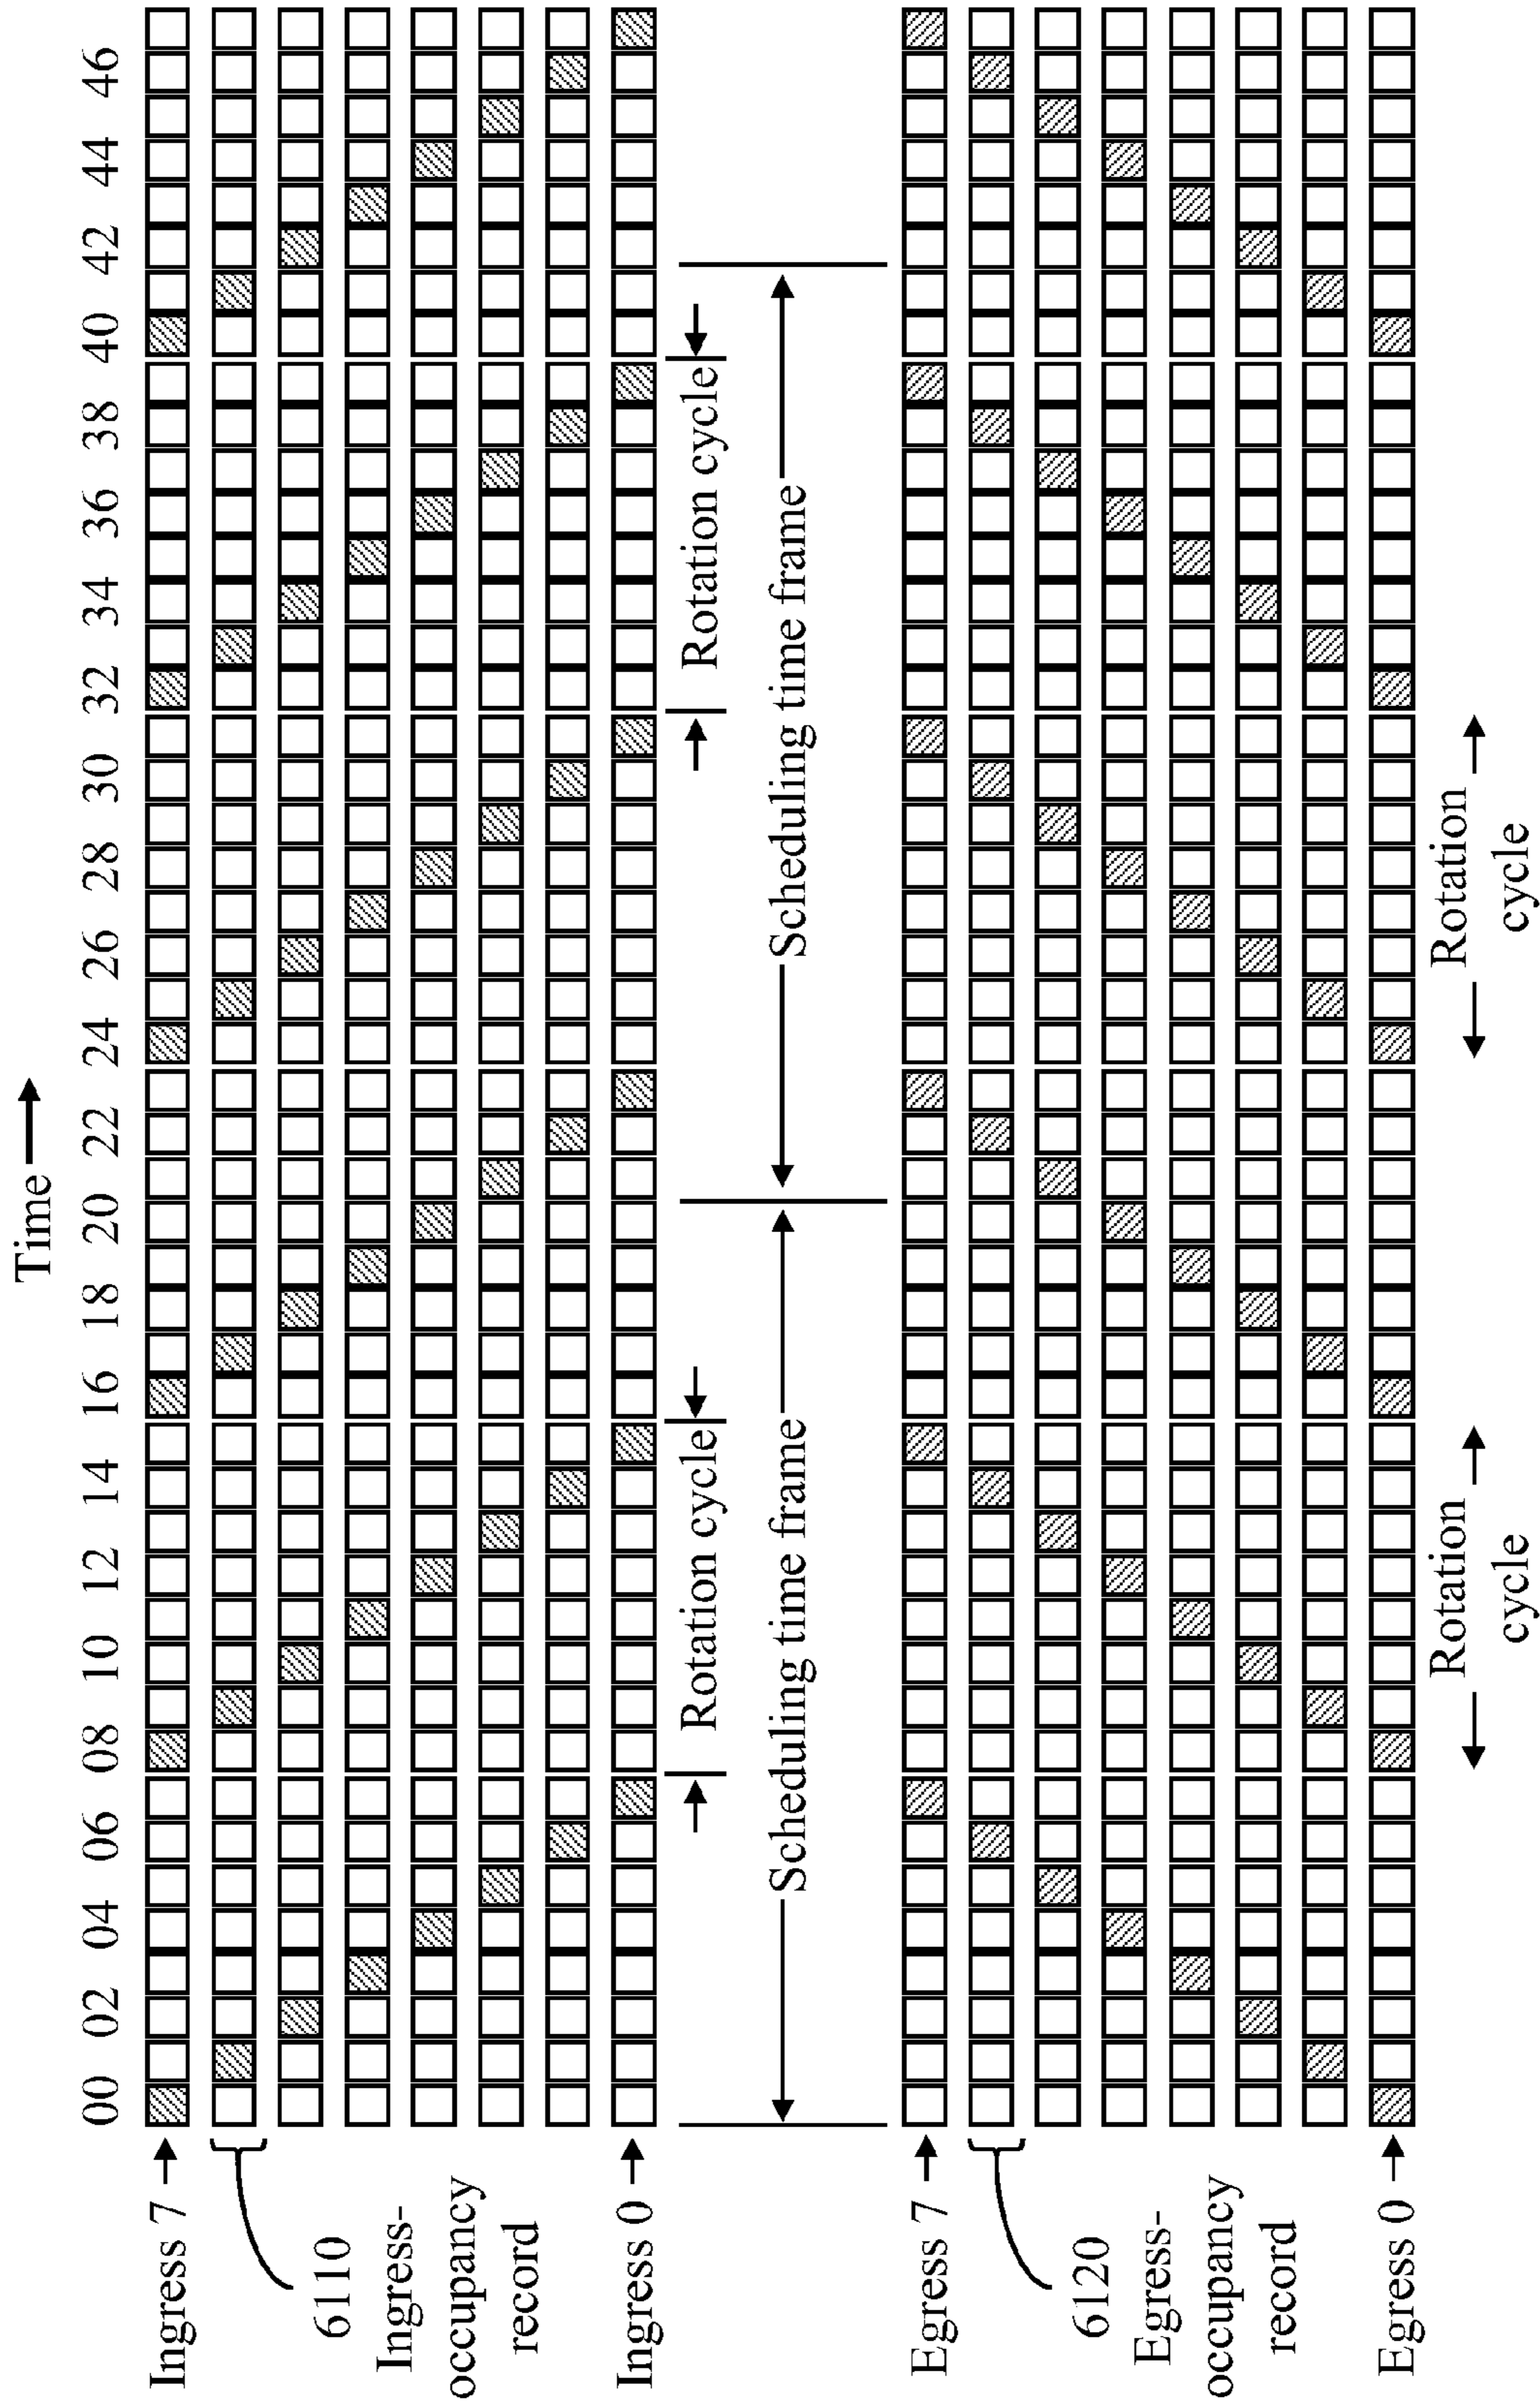 Time
00 02 04 06 08 10 12 14 16 18 20 22 24 26 28 30 32 34 36 38 40 42 44 46
Ingress 7
6110
Ingress-
occupancy
record
Ingress 0
Rotation cycle
Rotation cycle
Scheduling time frame
Scheduling time frame
Egress 7
6120
Egress-
occupancy
record
Egress 0
Rotation
cycle
Rotation
cycle